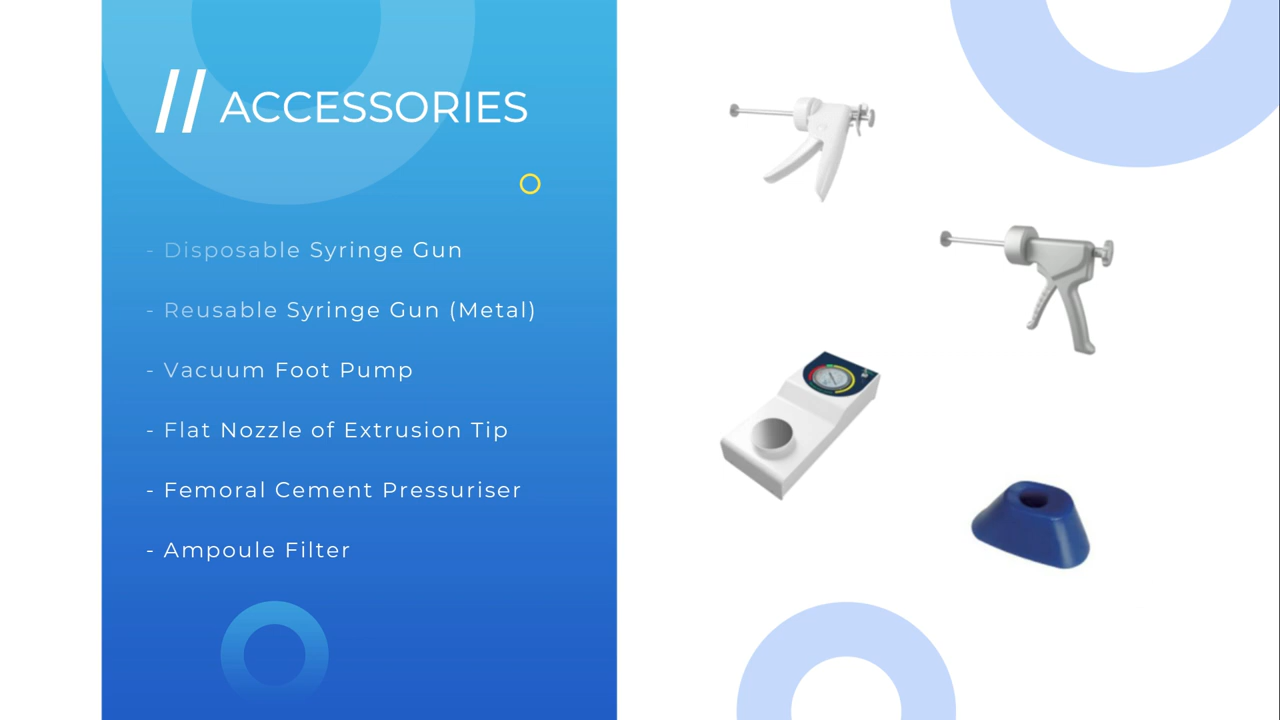 // ACCESSORIES
- Disposable Syringe Gun
- Reusable Syringe Gun (Metal)
- Vacuum Foot Pump
- Flat Nozzle of Extrusion Tip
- Femoral Cement Pressuriser
- Ampoule Filter